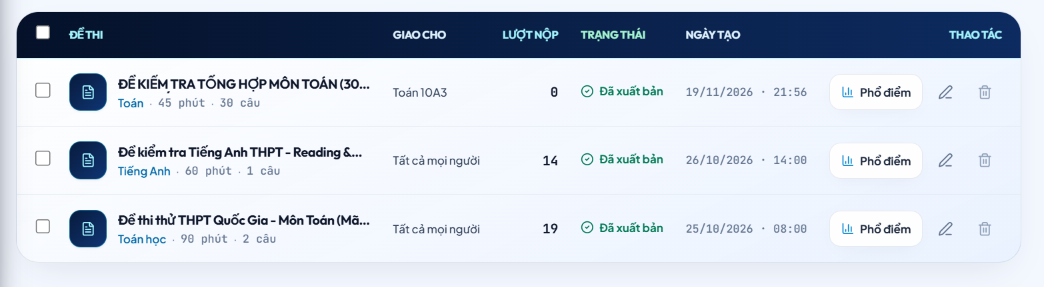 ĐỀ THI GIAO CHO LƯỢT NỘP TRẠNG THÁI NGÀY TẠO THAO TÁC
ĐỀ KIỂM TRA TỔNG HỢP MÔN TOÁN (30...
Toán · 45 phút · 30 câu
Toán 10A3
0
Đã xuất bản
19/11/2026 · 21:56
Phổ điểm
Đề kiểm tra Tiếng Anh THPT - Reading &...
Tiếng Anh · 60 phút · 1 câu
Tất cả mọi người
14
Đã xuất bản
26/10/2026 · 14:00
Phổ điểm
Đề thi thử THPT Quốc Gia - Môn Toán (Mã...
Toán học · 90 phút · 2 câu
Tất cả mọi người
19
Đã xuất bản
25/10/2026 · 08:00
Phổ điểm